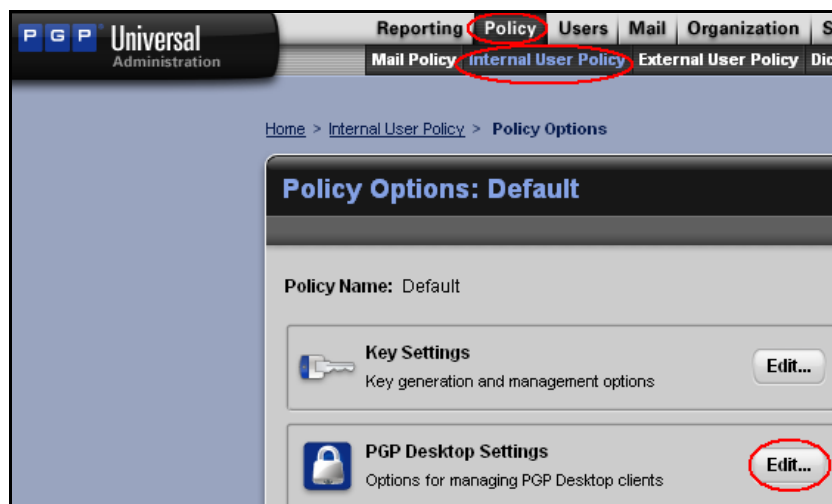 PGP Universal
Administration
Reporting Policy Users Mail Organization S
Mail Policy Internal User Policy External User Policy Dic
Home > Internal User Policy > Policy Options
Policy Options: Default
Policy Name: Default
Key Settings
Key generation and management options
Edit...
PGP Desktop Settings
Options for managing PGP Desktop clients
Edit...